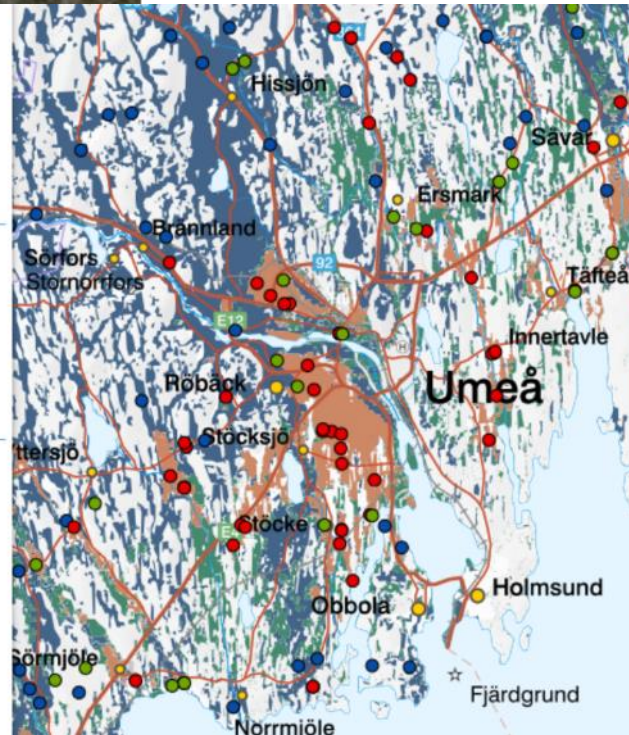 Hissjön
Sävar
Ersmark
Brännland
Sörfors
Stornorrfors
92
Täfteå
E12
Innertavle
Röbäck
Umeå
Stöcksjö
Yttersjö
Stöcke
Holmsund
Obbola
Sörmjöle
Fjärdgrund
Norrmjöle